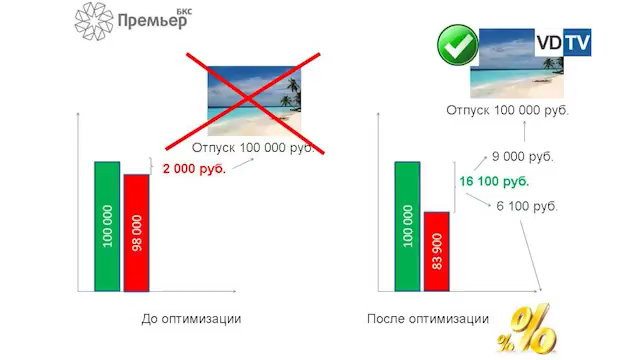 БКС
Премьер
VDTV
Отпуск 100 000 руб.
Отпуск 100 000 руб.
2 000 руб.
9 000 руб.
16 100 руб.
6 100 руб.
100 000
98 000
100 000
83 900
До оптимизации
После оптимизации
%%